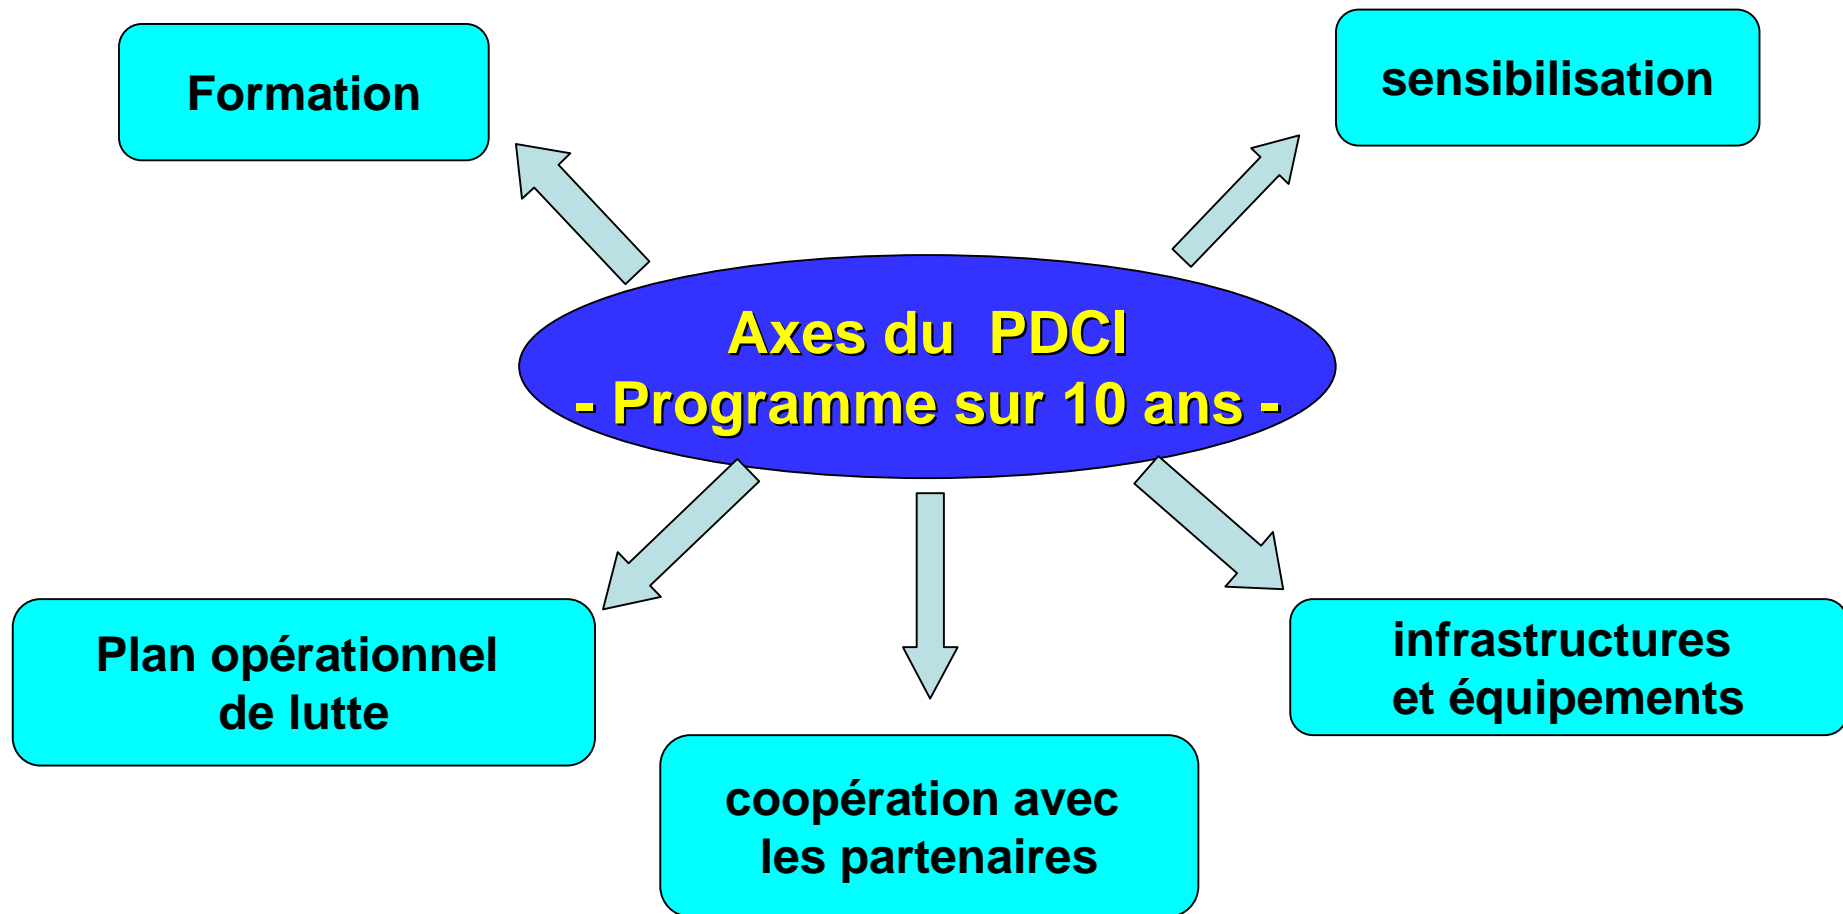 Formation
sensibilisation
Axes du PDCI
- Programme sur 10 ans -
Plan opérationnel
de lutte
infrastructures
et équipements
coopération avec
les partenaires